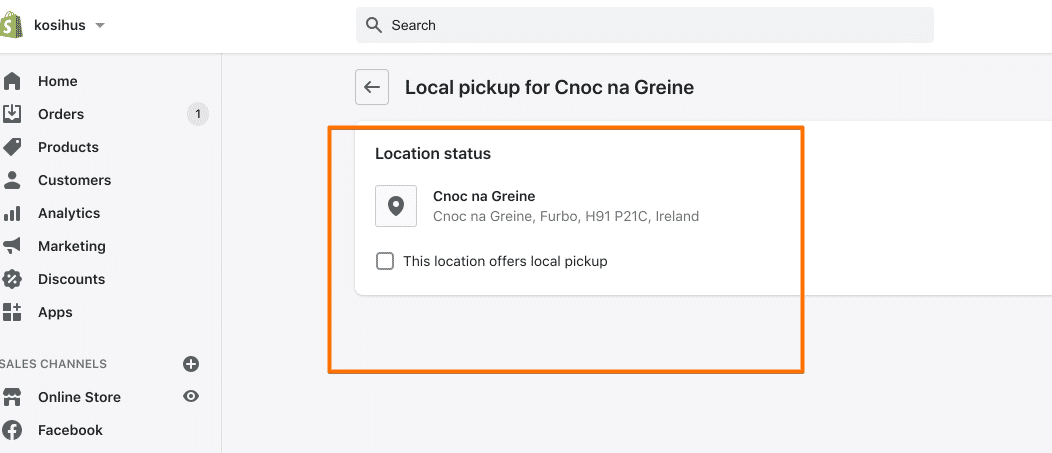 kosihus
Search
Home
Orders 1
Products
Customers
Analytics
Marketing
Discounts
Apps
SALES CHANNELS
Online Store
Facebook
Local pickup for Cnoc na Greine
Location status
Cnoc na Greine
Cnoc na Greine, Furbo, H91 P21C, Ireland
This location offers local pickup